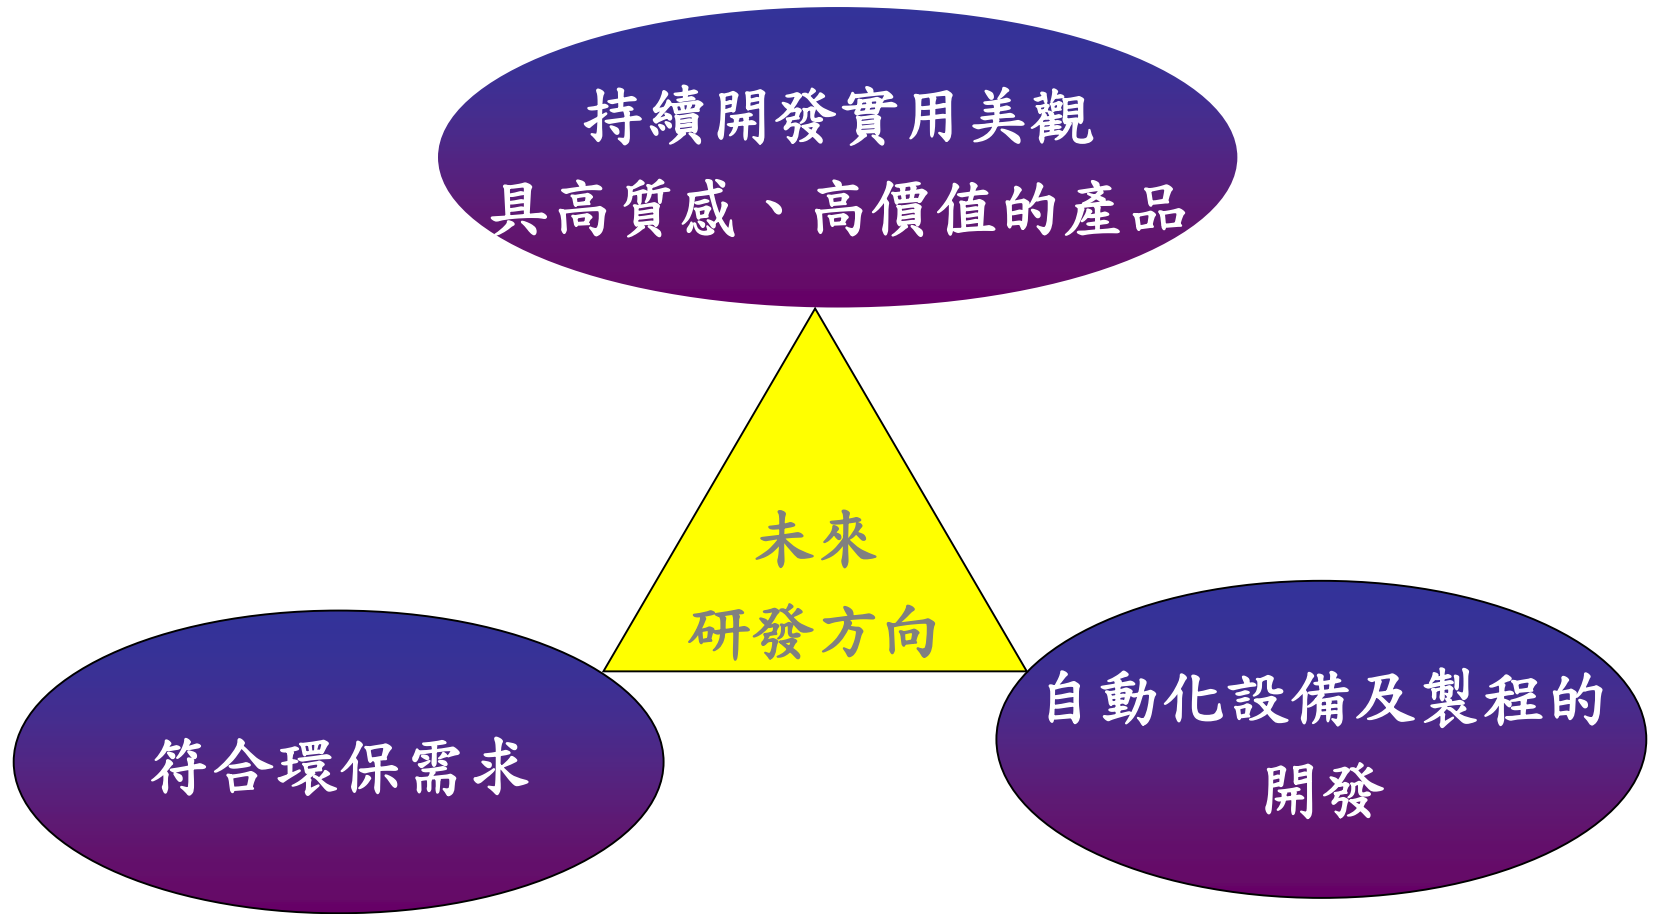 持續開發實用美觀
具高質感、高價值的產品
未來
研發方向
符合環保需求
自動化設備及製程的
開發